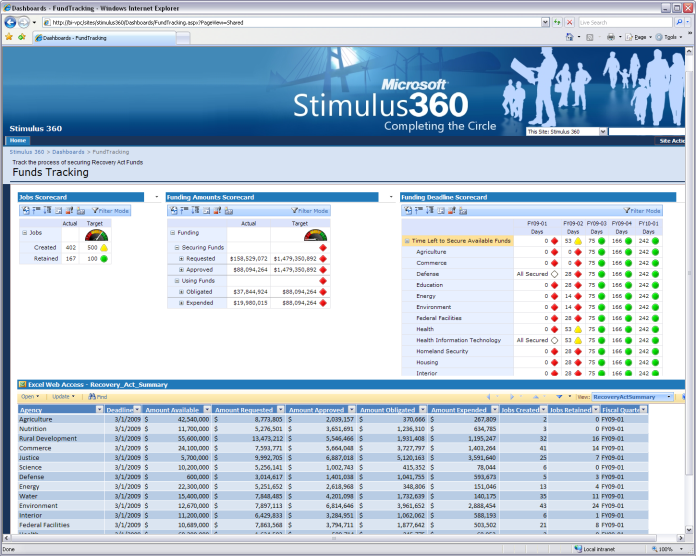 Dashboards - FundTracking - Windows Internet Explorer
http://bi-vpc/sites/stimulus360/Dashboards/FundTracking.aspx?PageView=Shared
Live Search
Dashboards - FundTracking
Page Tools
Microsoft
Stimulus360
Completing the Circle
Stimulus 360
This Site: Stimulus 360
Home
Site Actio
Stimulus 360 > Dashboards > FundTracking
Track the process of securing Recovery Act Funds
Funds Tracking
Jobs Scorecard
Filter Mode
Actual Target
Jobs
Created 402 500
Retained 167 100
Funding Amounts Scorecard
Filter Mode
Actual Target
Funding
Securing Funds
Requested $158,529,072 $1,479,350,892
Approved $88,094,264 $1,479,350,892
Using Funds
Obligated $37,844,924 $88,094,264
Expended $19,980,015 $88,094,264
Funding Deadline Scorecard
Filter Mode
FY09-01 FY09-02 FY09-03 FY09-04 FY10-01
Days Days Days Days Days
Time Left to Secure Available Funds 0 53 75 166 242
Agriculture 0 0 75 166 242
Commerce 0 0 75 166 242
Defense All Secured 28 75 166 242
Education 0 28 75 166 242
Energy 0 14 75 166 242
Environment 0 14 75 166 242
Federal Facilities 0 28 75 166 242
Health 0 53 75 166 242
Health Information Technology All Secured 28 75 166 242
Homeland Security 0 28 75 166 242
Housing 0 28 75 166 242
Interior 0 28 75 166 242
Excel Web Access - Recovery_Act_Summary
Open Update Find View: RecoveryActSummary
Agency Deadline Amount Available Amount Requested Amount Approved Amount Obligated Amount Expended Jobs Created Jobs Retained Fiscal Quarte
Agriculture 3/1/2009 $ 42,540,000 $ 8,773,805 $ 2,039,157 $ 370,666 $ 267,809 2 0 FY09-01
Nutrition 3/1/2009 $ 11,700,000 $ 5,276,501 $ 3,651,691 $ 1,236,310 $ 634,785 3 0 FY09-01
Rural Development 3/1/2009 $ 55,600,000 $ 13,473,212 $ 5,546,466 $ 1,931,408 $ 1,195,247 32 16 FY09-01
Commerce 3/1/2009 $ 24,100,000 $ 7,593,771 $ 5,664,048 $ 3,727,797 $ 1,403,264 41 14 FY09-01
Justice 3/1/2009 $ 5,700,000 $ 9,992,705 $ 6,887,018 $ 5,120,163 $ 3,591,640 25 7 FY09-01
Science 3/1/2009 $ 10,200,000 $ 5,256,141 $ 1,002,743 $ 415,352 $ 78,044 6 0 FY09-01
Defense 3/1/2009 $ 600,000 $ 3,014,617 $ 1,401,038 $ 1,041,755 $ 593,673 5 3 FY09-01
Energy 3/1/2009 $ 22,300,000 $ 5,251,652 $ 2,618,968 $ 348,806 $ 151,046 13 4 FY09-01
Water 3/1/2009 $ 15,400,000 $ 7,848,485 $ 4,201,098 $ 1,732,639 $ 140,175 35 11 FY09-01
Environment 3/1/2009 $ 12,670,000 $ 7,897,113 $ 6,814,646 $ 3,961,652 $ 2,888,454 43 24 FY09-01
Interior 3/1/2009 $ 11,200,000 $ 6,429,833 $ 3,284,951 $ 1,062,062 $ 588,193 6 1 FY09-01
Federal Facilities 3/1/2009 $ 10,689,000 $ 7,863,568 $ 3,794,711 $ 1,877,642 $ 503,502 21 8 FY09-01
Done
Local intranet
100%